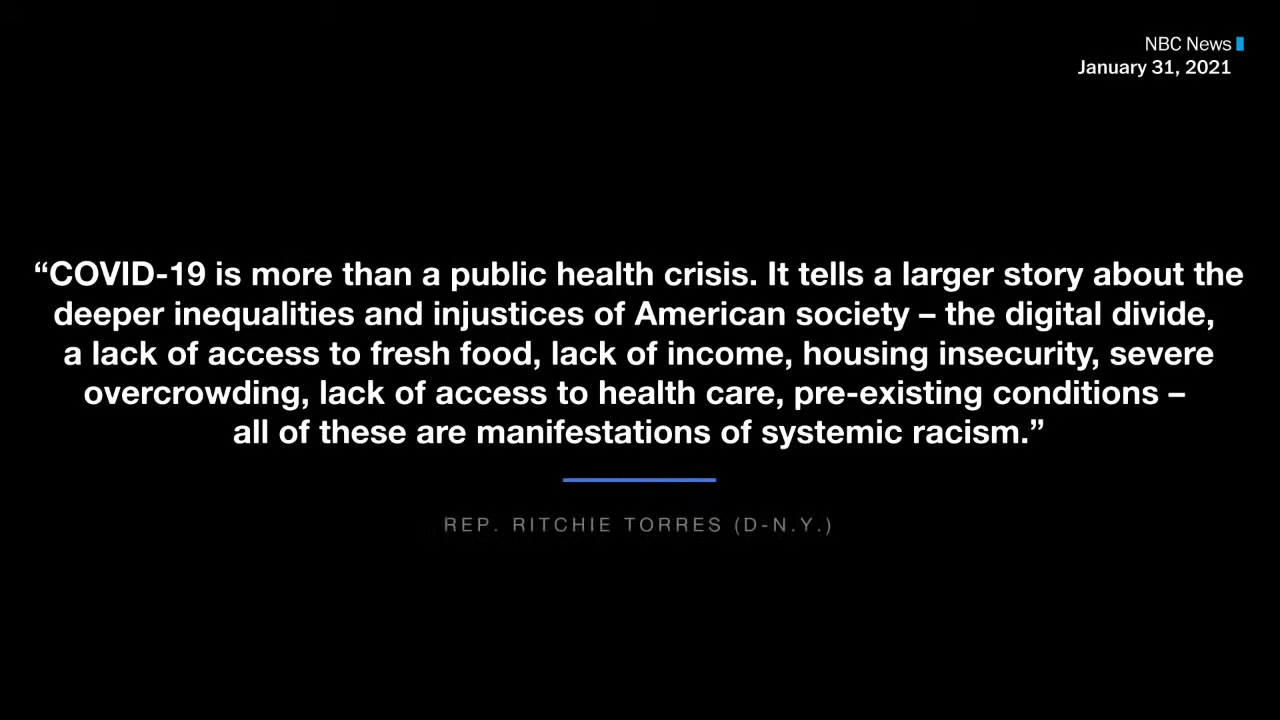 NBC News
January 31, 2021
“COVID-19 is more than a public health crisis. It tells a larger story about the
deeper inequalities and injustices of American society – the digital divide,
a lack of access to fresh food, lack of income, housing insecurity, severe
overcrowding, lack of access to health care, pre-existing conditions –
all of these are manifestations of systemic racism.”
REP. RITCHIE TORRES (D-N.Y.)